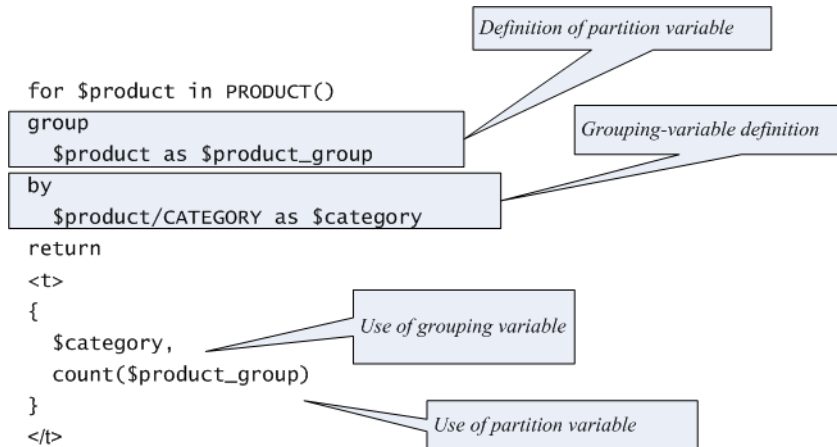 Definition of partition variable
for $product in PRODUCT()
group
$product as $product_group
Grouping-variable definition
by
$product/CATEGORY as $category
return
<t>
{
Use of grouping variable
$category,
count($product_group)
}
Use of partition variable
</t>